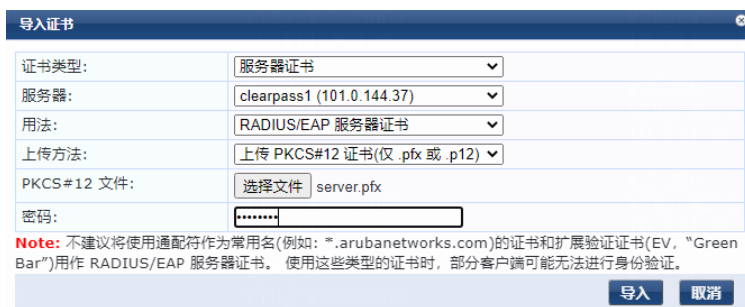 导入证书
证书类型: 服务器证书
服务器: clearpass1 (101.0.144.37)
用法: RADIUS/EAP 服务器证书
上传方法: 上传 PKCS#12 证书(仅 .pfx 或 .p12)
PKCS#12 文件: 选择文件 server.pfx
密码: ••••••••
Note: 不建议将使用通配符作为常用名(例如: *.arubanetworks.com)的证书和扩展验证证书(EV, “Green
Bar”)用作 RADIUS/EAP 服务器证书。 使用这些类型的证书时，部分客户端可能无法进行身份验证。
导入 取消